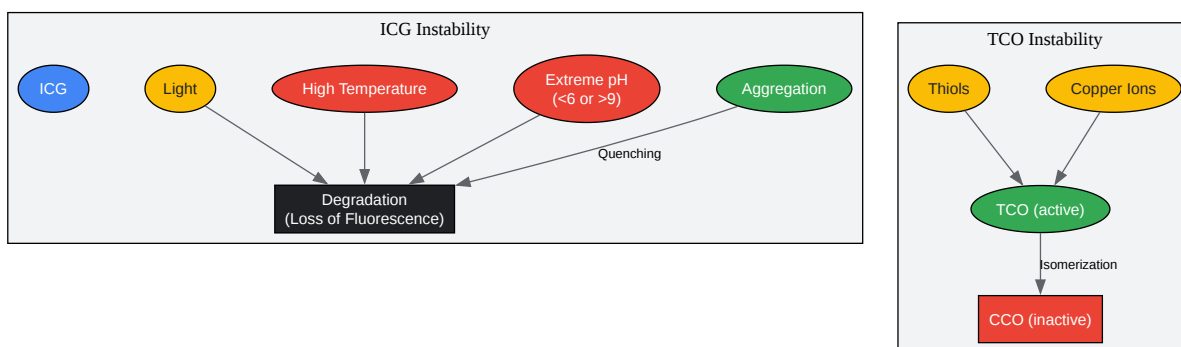 ICG Instability
ICG
Light
High Temperature
Extreme pH
(<6 or >9)
Aggregation
Quenching
Degradation
(Loss of Fluorescence)
TCO Instability
Thiols
Copper Ions
TCO (active)
Isomerization
CCO (inactive)